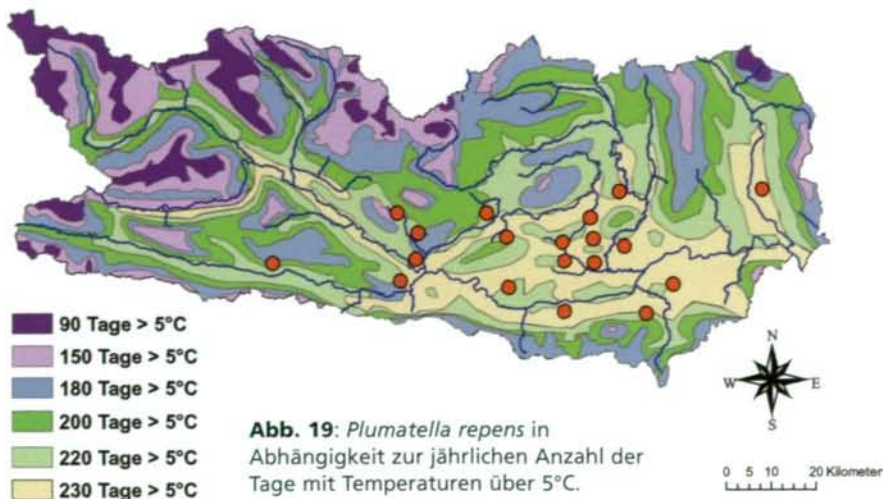 90 Tage > 5°C
150 Tage > 5°C
180 Tage > 5°C
200 Tage > 5°C
220 Tage > 5°C
230 Tage > 5°C
Abb. 19: Plumatella repens in
Abhängigkeit zur jährlichen Anzahl der
Tage mit Temperaturen über 5°C.
N
W E
S
0 5 10 20 Kilometer